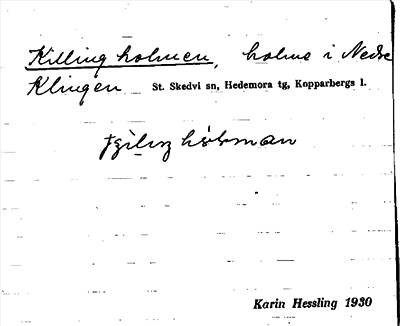 Killingholmen, holme i Nedre
Klingen St. Skedvi sn, Hedemora tg, Kopparbergs l.
Karin Hessling 1930